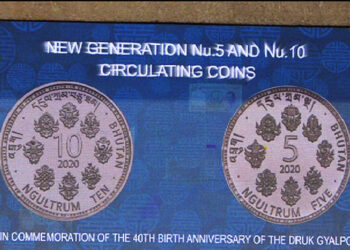 NEW GENERATION Nu.5 AND Nu.10
CIRCULATING COINS
10
2020
BHUTAN
NGULTRUM TEN
5
2020
BHUTAN
NGULTRUM FIVE
IN COMMEMORATION OF THE 40TH BIRTH ANNIVERSARY OF THE DRUK GYALPO